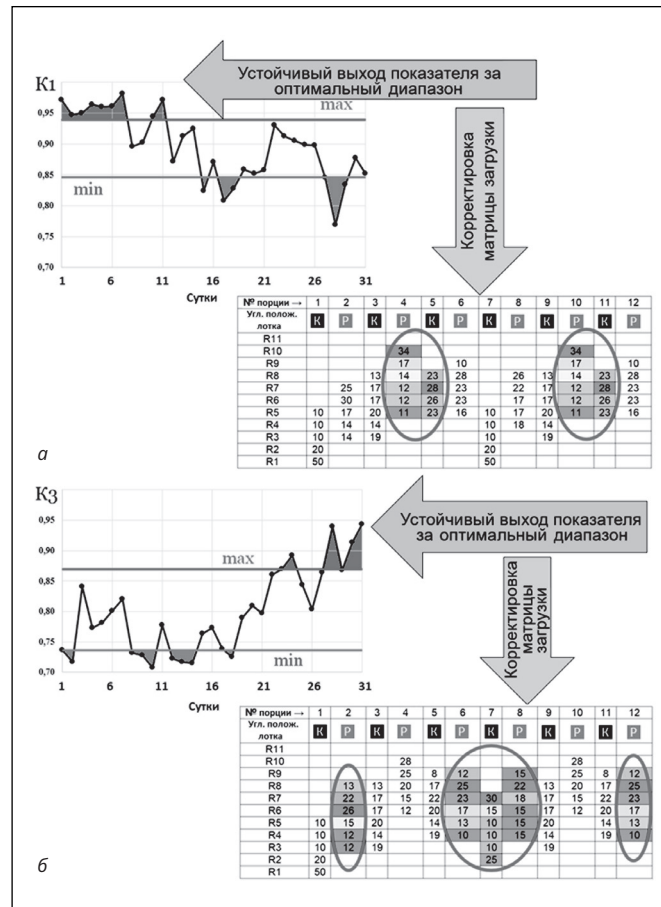 K1
Устойчивый выход показателя за
оптимальный диапазон
0,95
max
0,90
0,85
min
0,80
0,75
0,70
1 6 11 16 21 26 31
Сутки
Корректировка
матрицы загрузки
№ порции → 1 2 3 4 5 6 7 8 9 10 11 12
Угл. полож.
лотка К Р К Р К Р К Р К Р К Р
R11
R10 34 34
R9 17 10 17 10
R8 13 14 23 28 26 13 14 23 28
R7 25 17 12 28 23 22 17 12 28 23
R6 30 17 12 26 23 17 17 12 26 23
R5 10 17 20 11 23 16 10 17 20 11 23 16
R4 10 14 14 10 18 14
R3 10 14 19 10 19
R2 20 20
R1 50 50
а
K3
Устойчивый выход показателя
за оптимальный диапазон
0,95
0,90
max
0,85
0,80
0,75
min
0,70
1 6 11 16 21 26 31
Сутки
Корректировка
матрицы
загрузки
№ порции → 1 2 3 4 5 6 7 8 9 10 11 12
Угл. полож.
лотка К Р К Р К Р К Р К Р К Р
R11
R10 28 28
R9 25 8 12 15 25 8 12
R8 13 13 20 17 25 22 13 20 17 25
R7 22 17 15 22 23 30 18 17 15 22 23
R6 26 17 12 20 17 15 15 17 12 20 17
R5 10 15 20 14 13 10 15 20 14 13
R4 10 12 14 19 10 10 15 14 19 10
R3 10 12 19 10 19
R2 20 25
R1 50
б